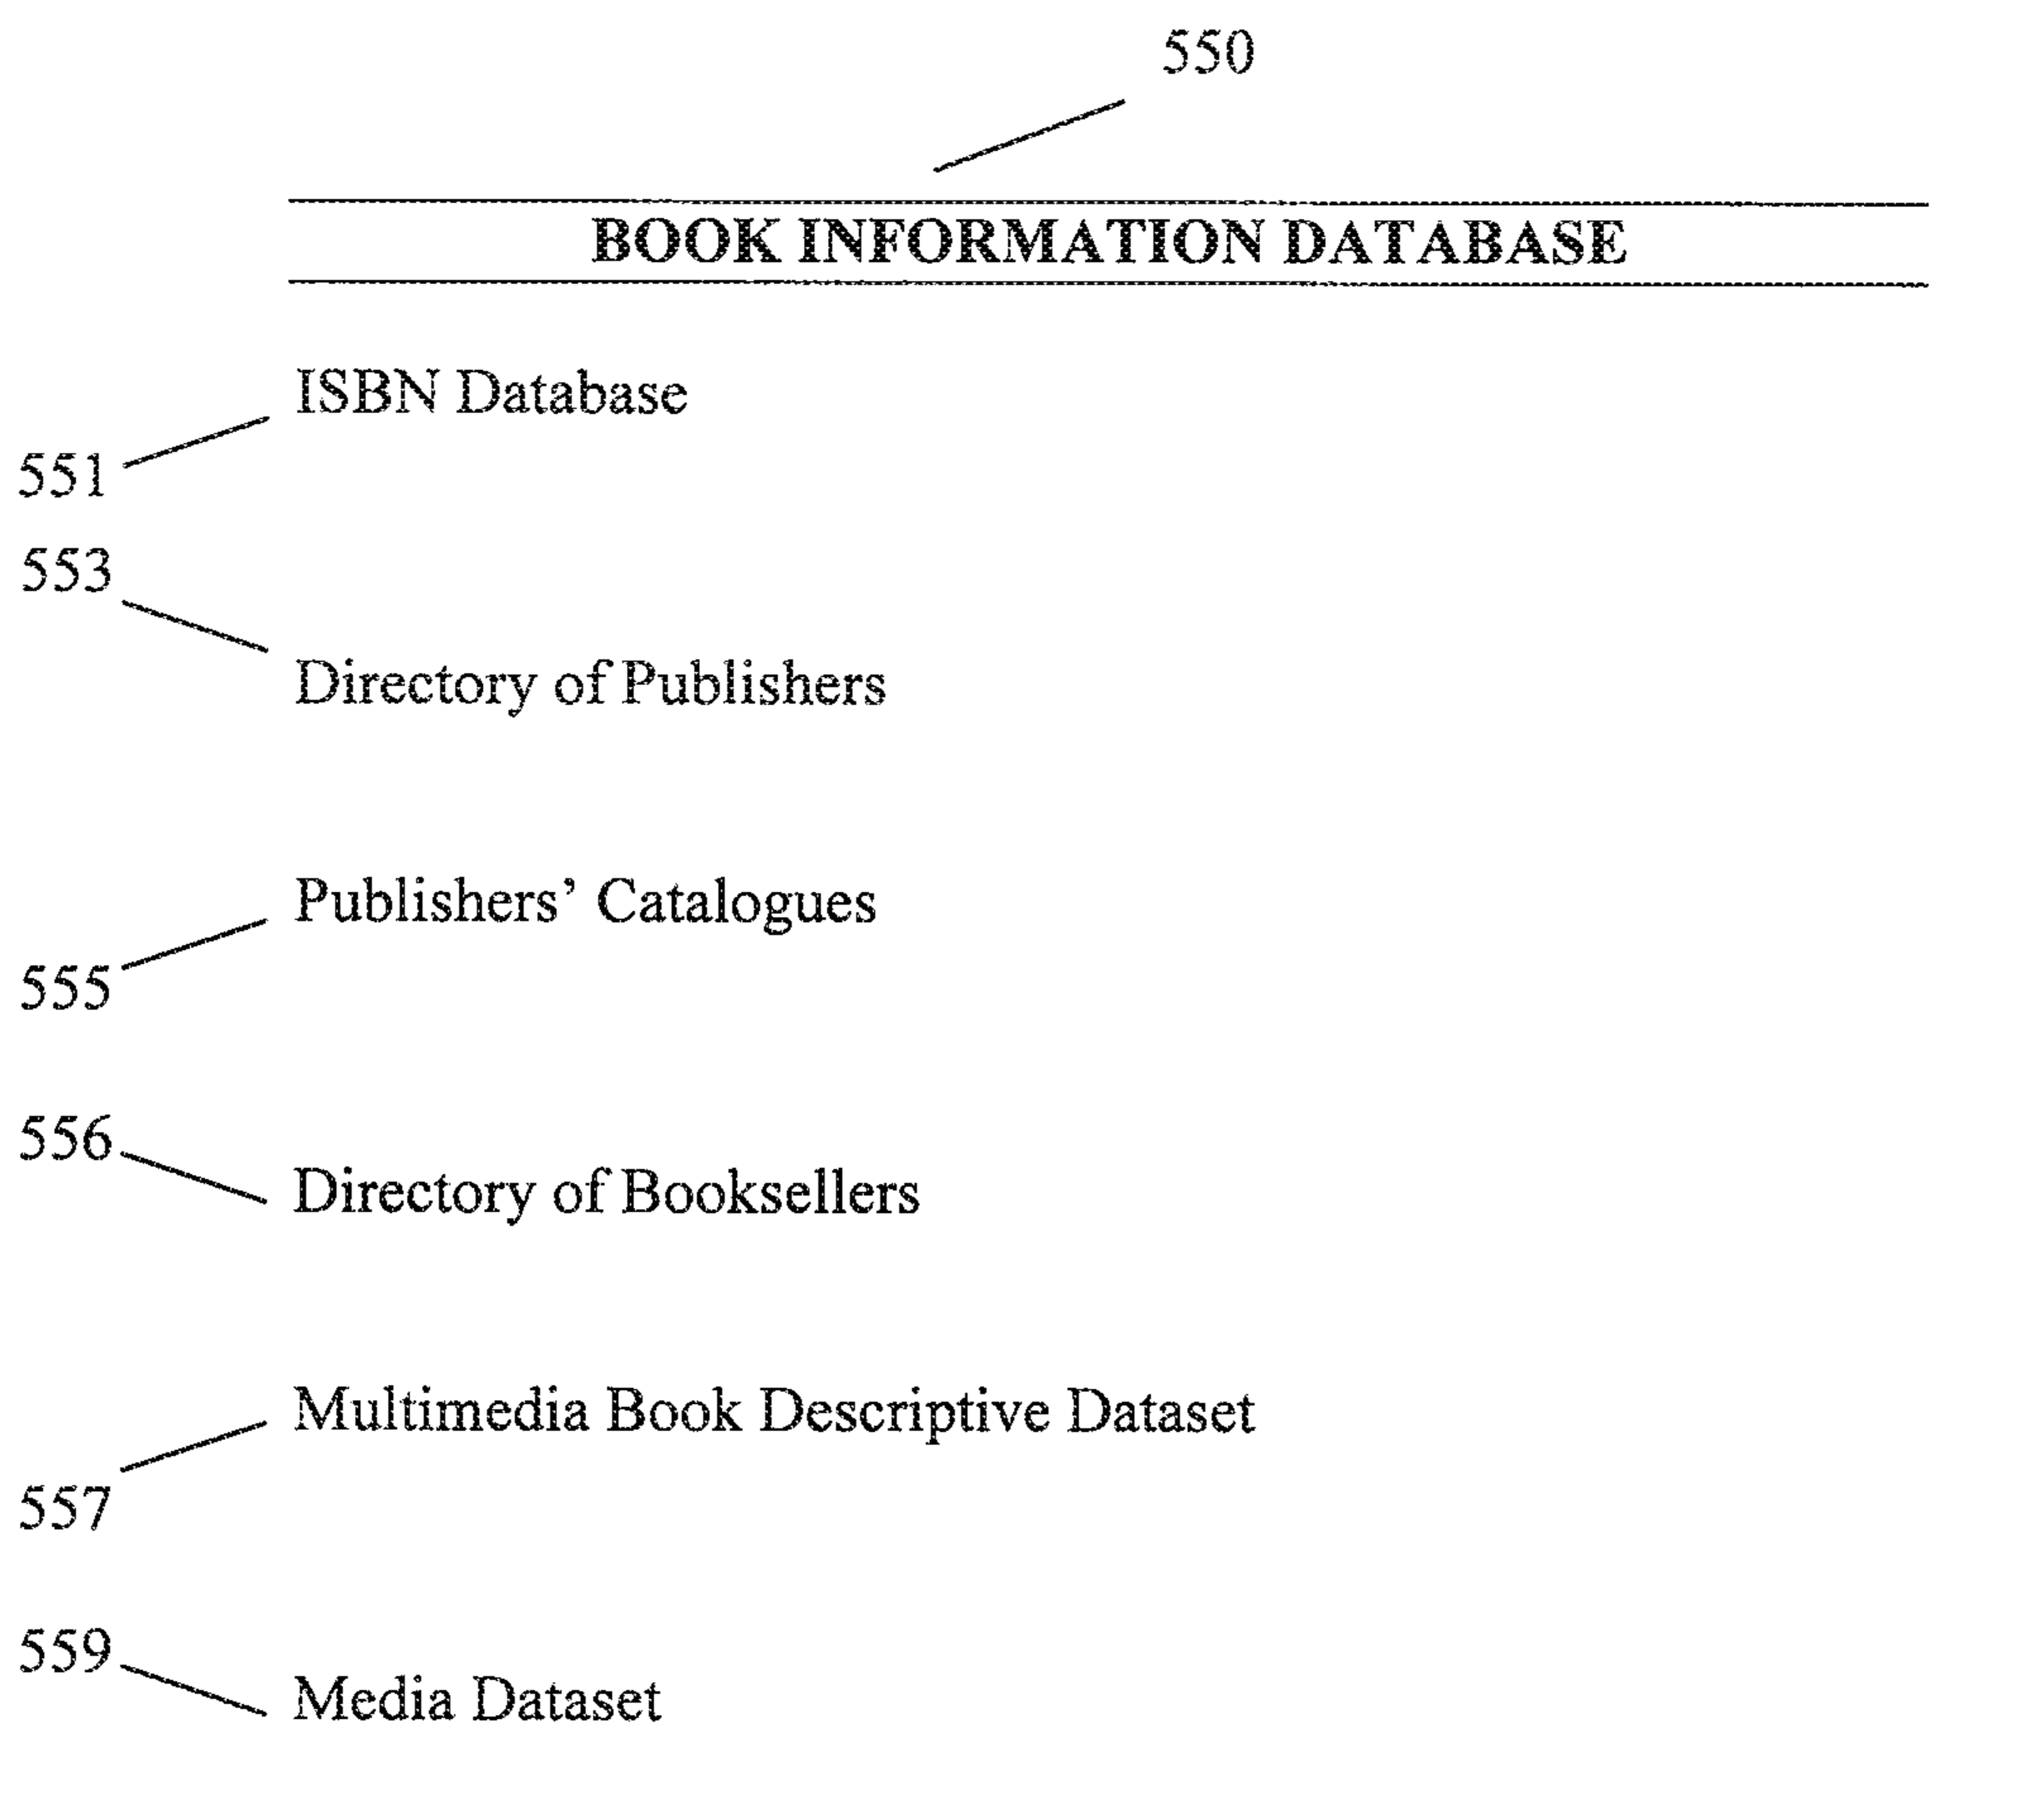 550
BOOK INFORMATION DATABASE
ISBN Database
551
553
Directory of Publishers
Publishers’ Catalogues
555
556
Directory of Booksellers
Multimedia Book Descriptive Dataset
557
559
Media Dataset